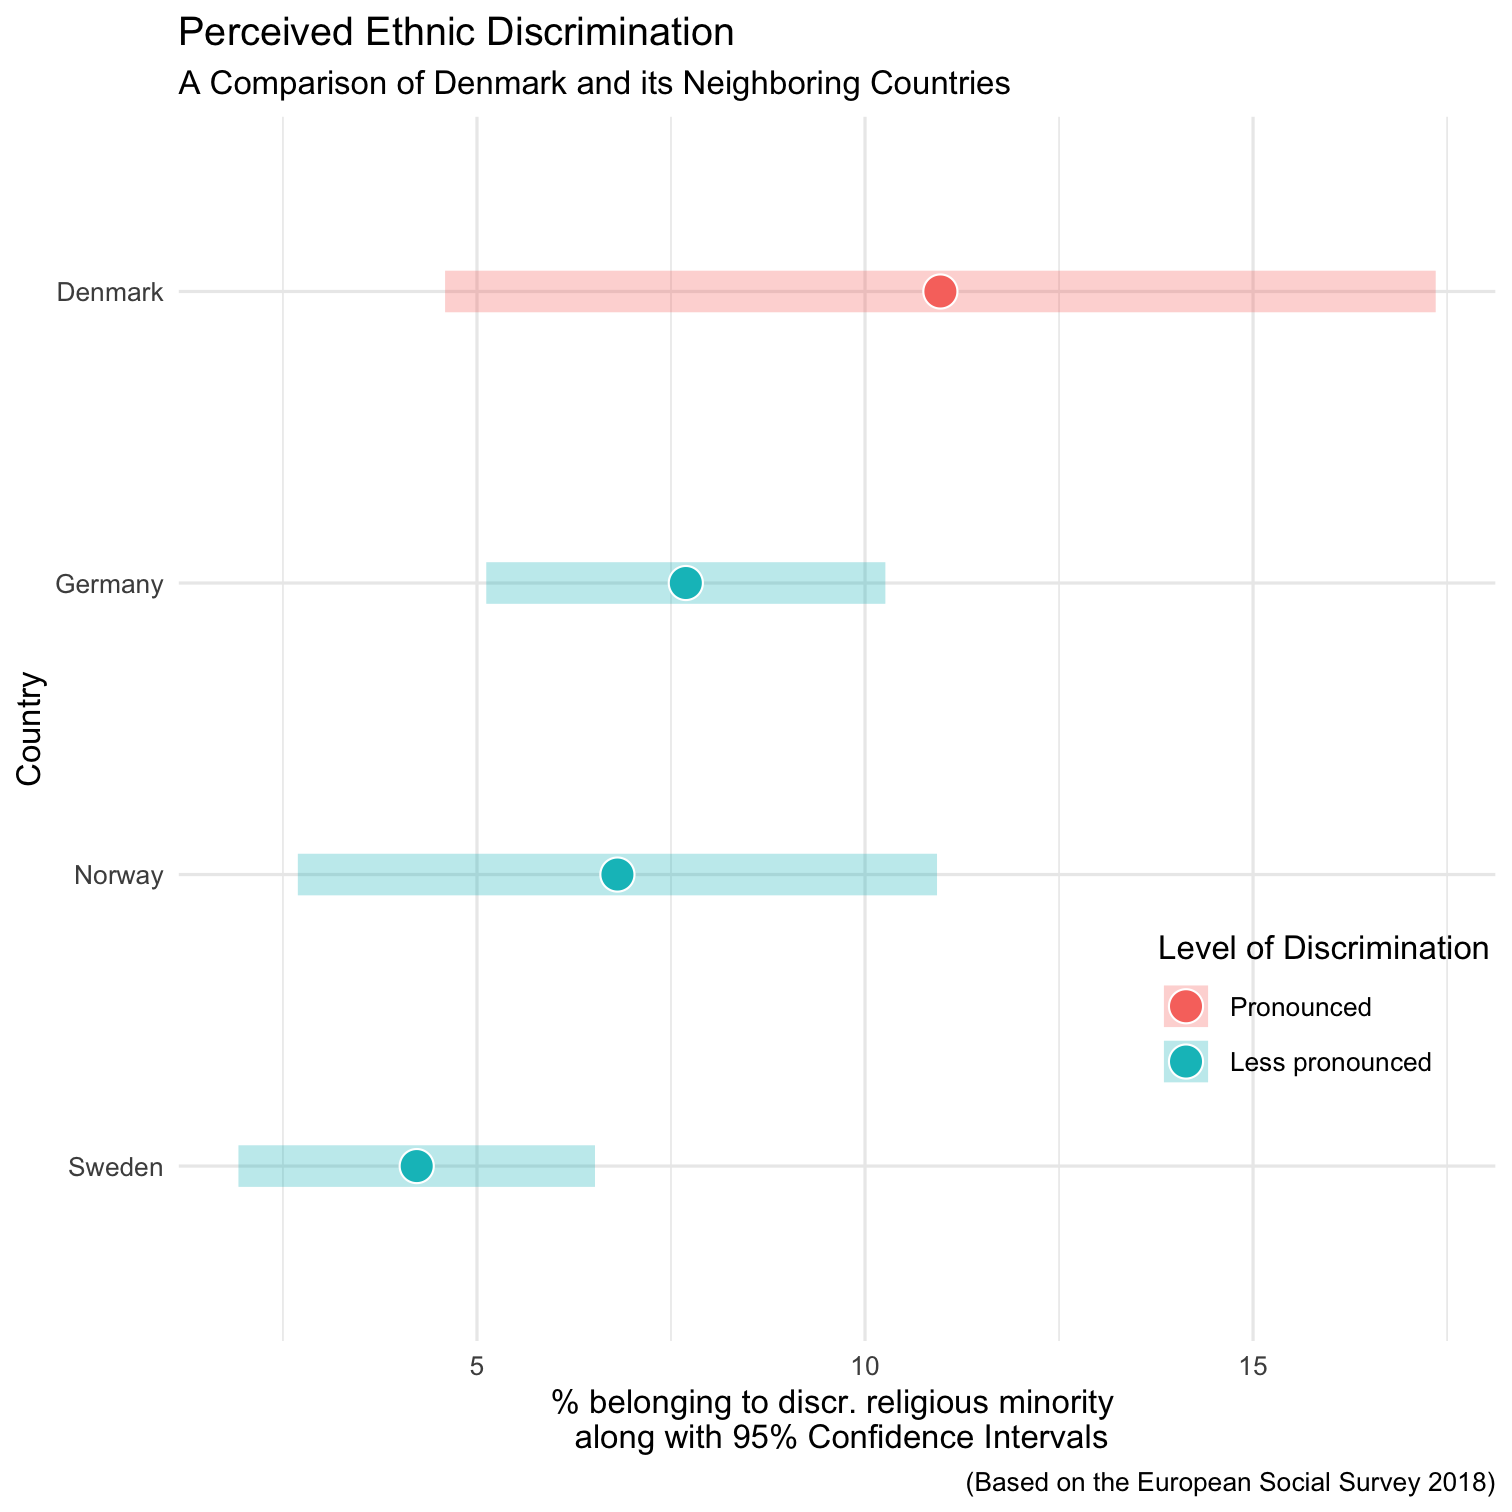 Perceived Ethnic Discrimination
A Comparison of Denmark and its Neighboring Countries
Country
Denmark
Germany
Norway
Sweden
Level of Discrimination
Pronounced
Less pronounced
5 10 15
% belonging to discr. religious minority
along with 95% Confidence Intervals
(Based on the European Social Survey 2018)